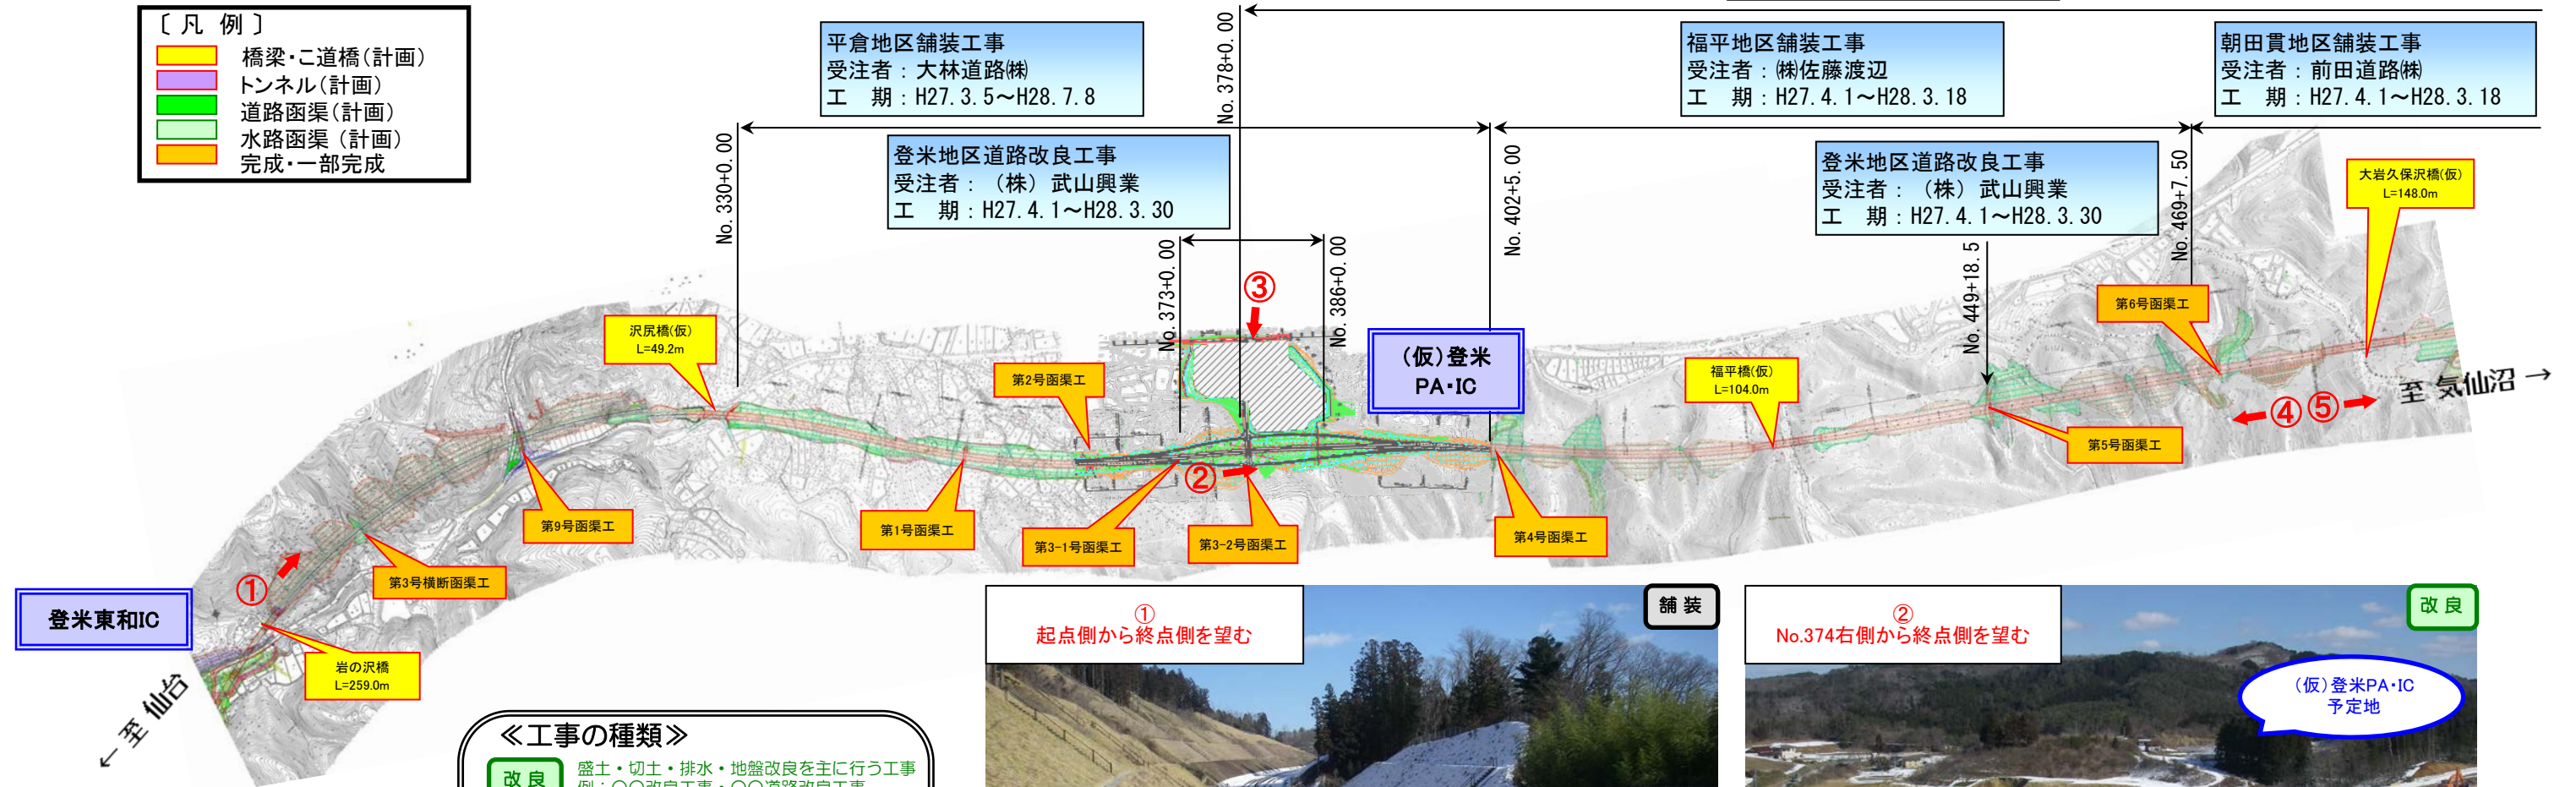 〔 凡 例 〕
橋梁・こ道橋（計画）
トンネル（計画）
道路函渠（計画）
水路函渠（計画）
完成・一部完成
平倉地区舗装工事
受注者：大林道路㈱
工 期：H27.3.5～H28.7.8
No.378+0.00
福平地区舗装工事
受注者：㈱佐藤渡辺
工 期：H27.4.1～H28.3.18
朝田貫地区舗装工事
受注者：前田道路㈱
工 期：H27.4.1～H28.3.18
No.330+0.00
登米地区道路改良工事
受注者：（株）武山興業
工 期：H27.4.1～H28.3.30
No.402+5.00
登米地区道路改良工事
受注者：（株）武山興業
工 期：H27.4.1～H28.3.30
No.469+7.50
大岩久保沢橋(仮)
L=148.0m
No.373+0.00
No.386+0.00
No.449+18.5
③
沢尻橋(仮)
L=49.2m
第2号函渠工
（仮）登米
PA・IC
福平橋(仮)
L=104.0m
第6号函渠工
至 気仙沼 →
④
⑤
②
第5号函渠工
第9号函渠工
第1号函渠工
第3-1号函渠工
第3-2号函渠工
第4号函渠工
①
第3号横断函渠工
登米東和IC
岩の沢橋
L=259.0m
← 至 仙台
①
起点側から終点側を望む
舗 装
②
No.374右側から終点側を望む
改 良
（仮）登米PA・IC
予定地
≪工事の種類≫
改 良
盛土・切土・排水・地盤改良を主に行う工事
例：〇〇改良工事・〇〇道路改良工事